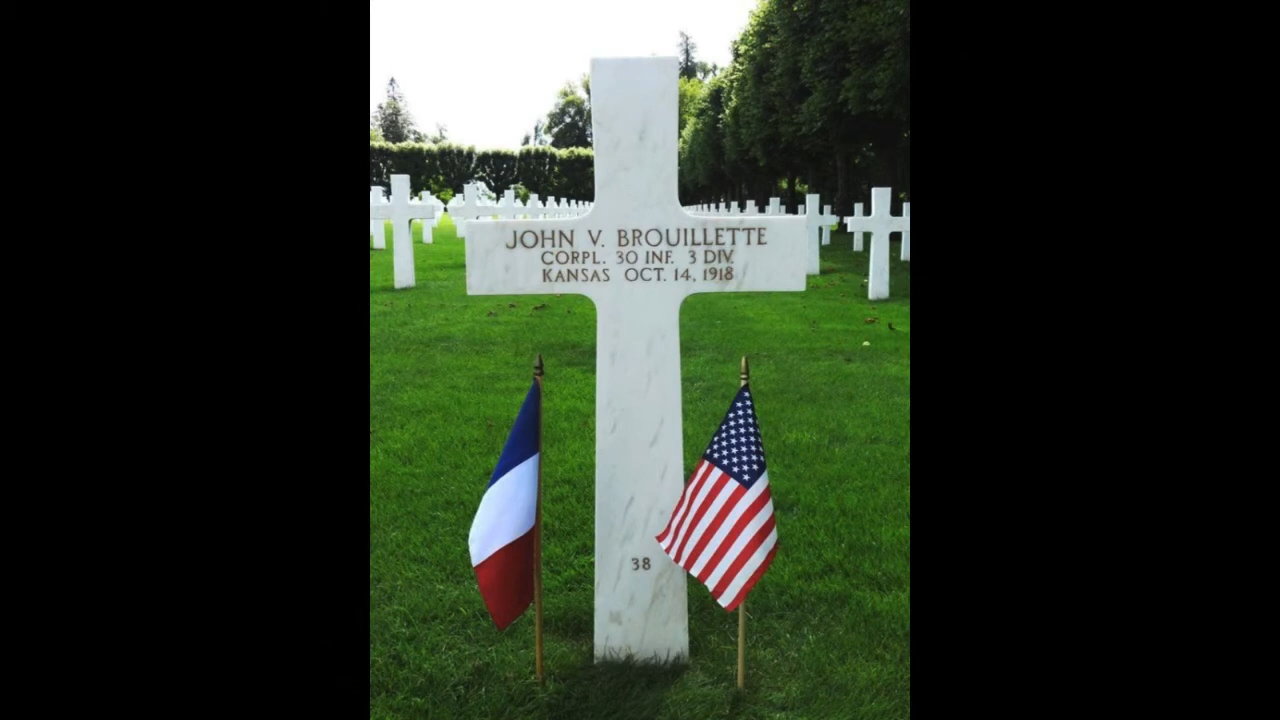 JOHN V. BROUILLETTE
CORPL. 30 INF. 3 DIV.
KANSAS OCT. 14, 1918
38